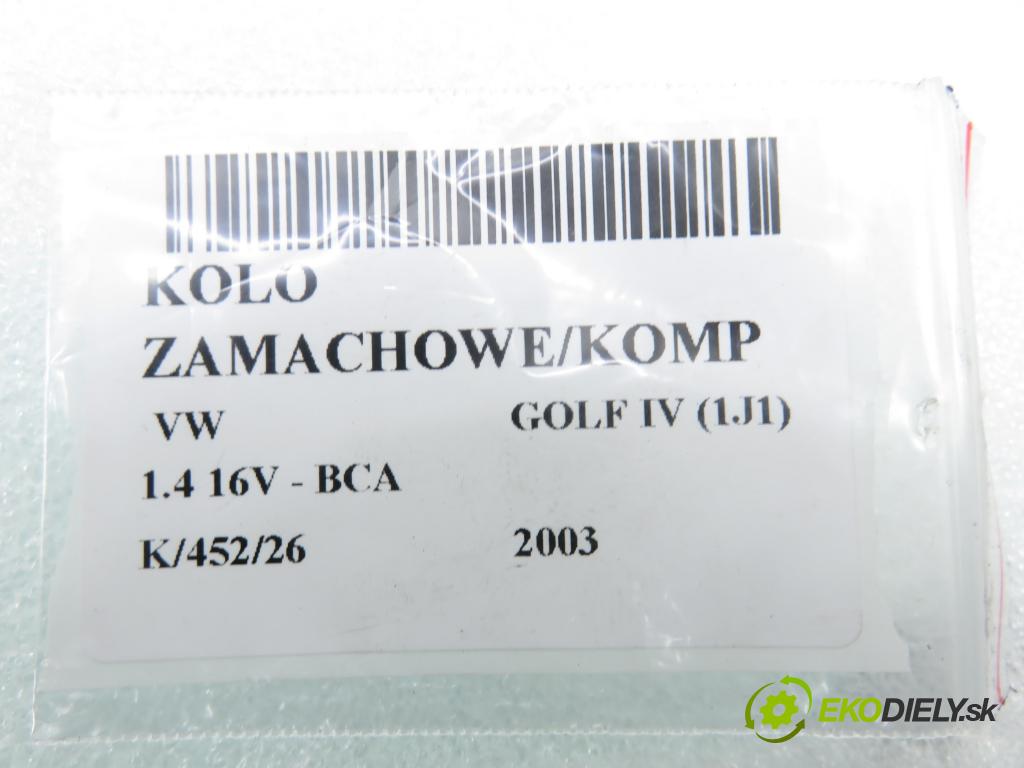 KOLO
ZAMACHOWE/KOMP
VW GOLF IV (1J1)
1.4 16V - BCA
K/452/26 2003
EKODIELY.sk